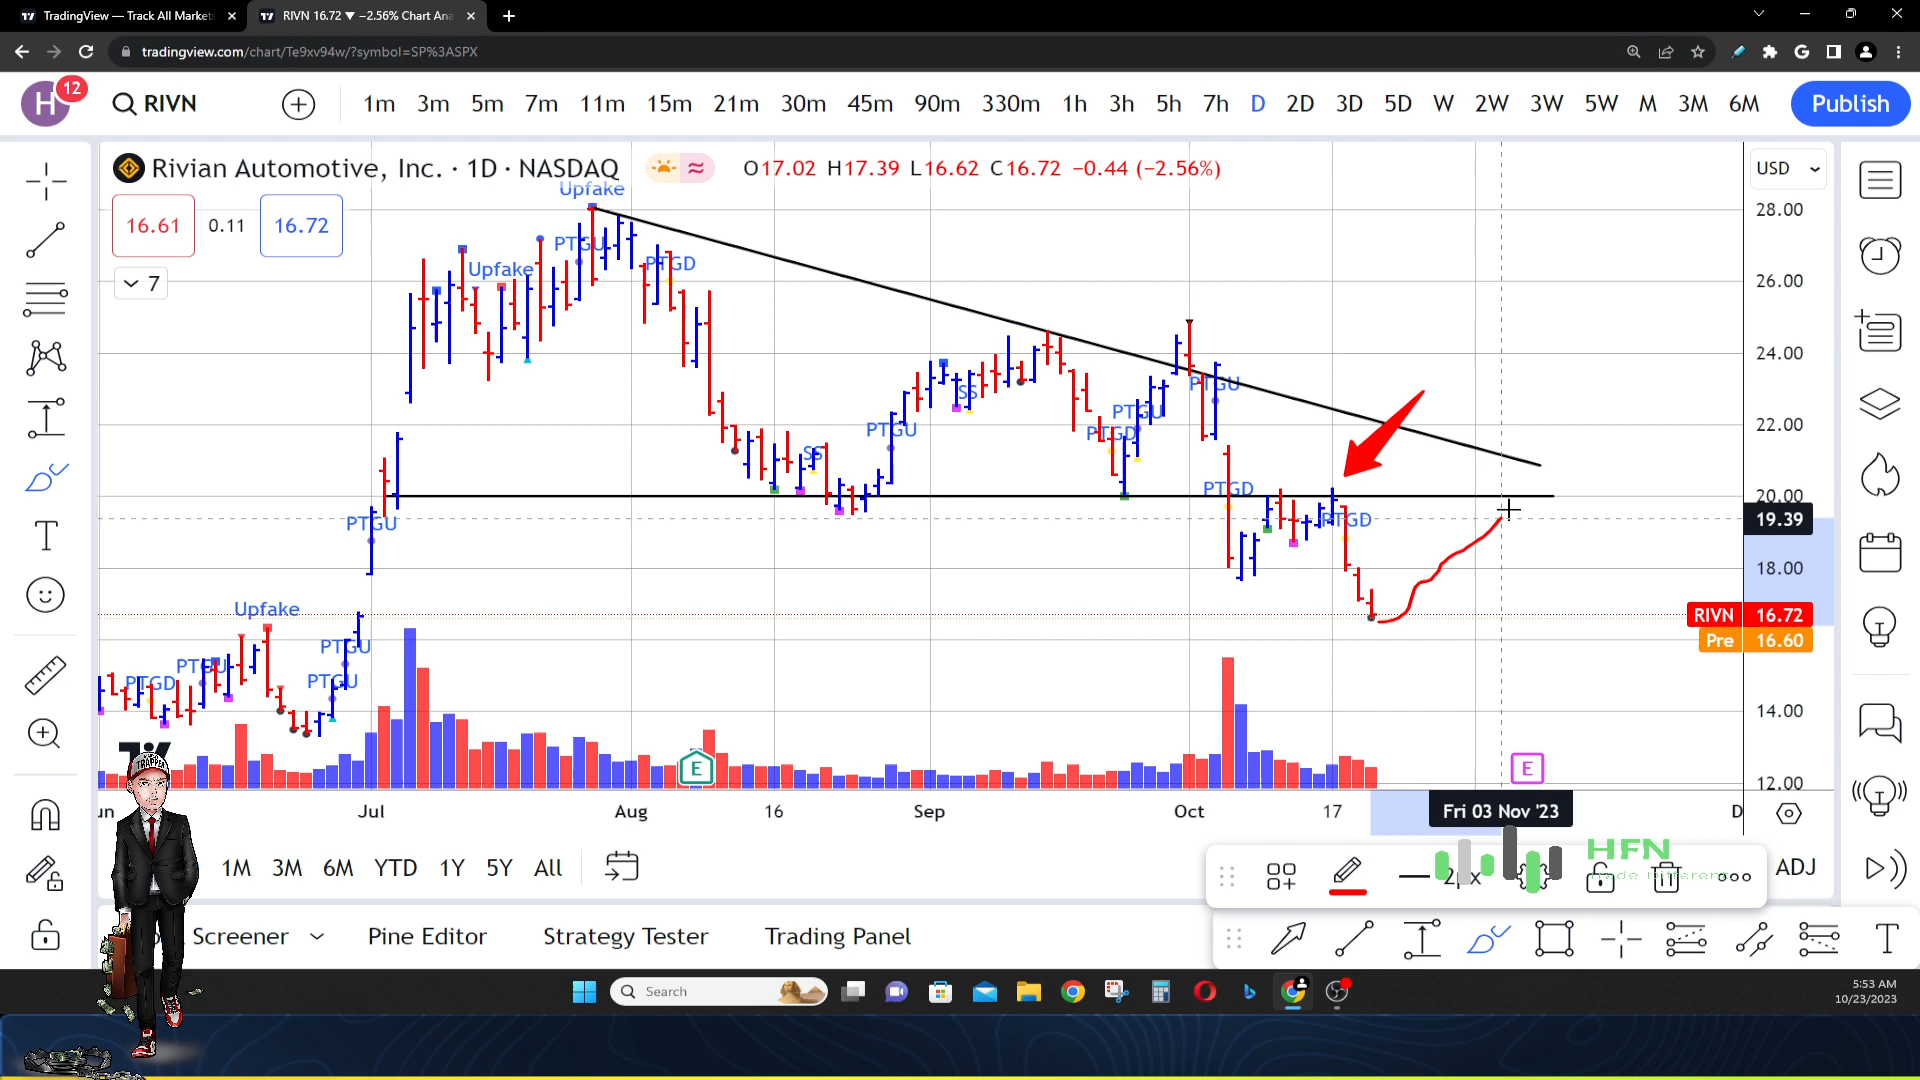 TradingView — Track All Market
RIVN 16.72 ▼ −2.56% Chart Ana
tradingview.com/chart/Te9xv94w/?symbol=SP%3ASPX
H 12 RIVN 1m 3m 5m 7m 11m 15m 21m 30m 45m 90m 330m 1h 3h 5h 7h D 2D 3D 5D W 2W 3W 5W M 3M 6M Publish
Rivian Automotive, Inc. · 1D · NASDAQ O17.02 H17.39 L16.62 C16.72 −0.44 (−2.56%) USD
Upfake
28.00
16.61 0.11 16.72
PTGU
PTGD
Upfake
7
26.00
24.00
PTGU
SS
PTGU
22.00
PTGU
PTGD
SS
PTGD
20.00
PTGU
PTGD
19.39
18.00
Upfake
RIVN 16.72
Pre 16.60
PTGU
PTGU
PTGD
PTGU
14.00
E
E
12.00
un Jul Aug 16 Sep Oct 17 Fri 03 Nov '23 D
TRAPPER
HFN
Trade Different
1M 3M 6M YTD 1Y 5Y All
2px
ADJ
Screener Pine Editor Strategy Tester Trading Panel
Search
5:53 AM
10/23/2023